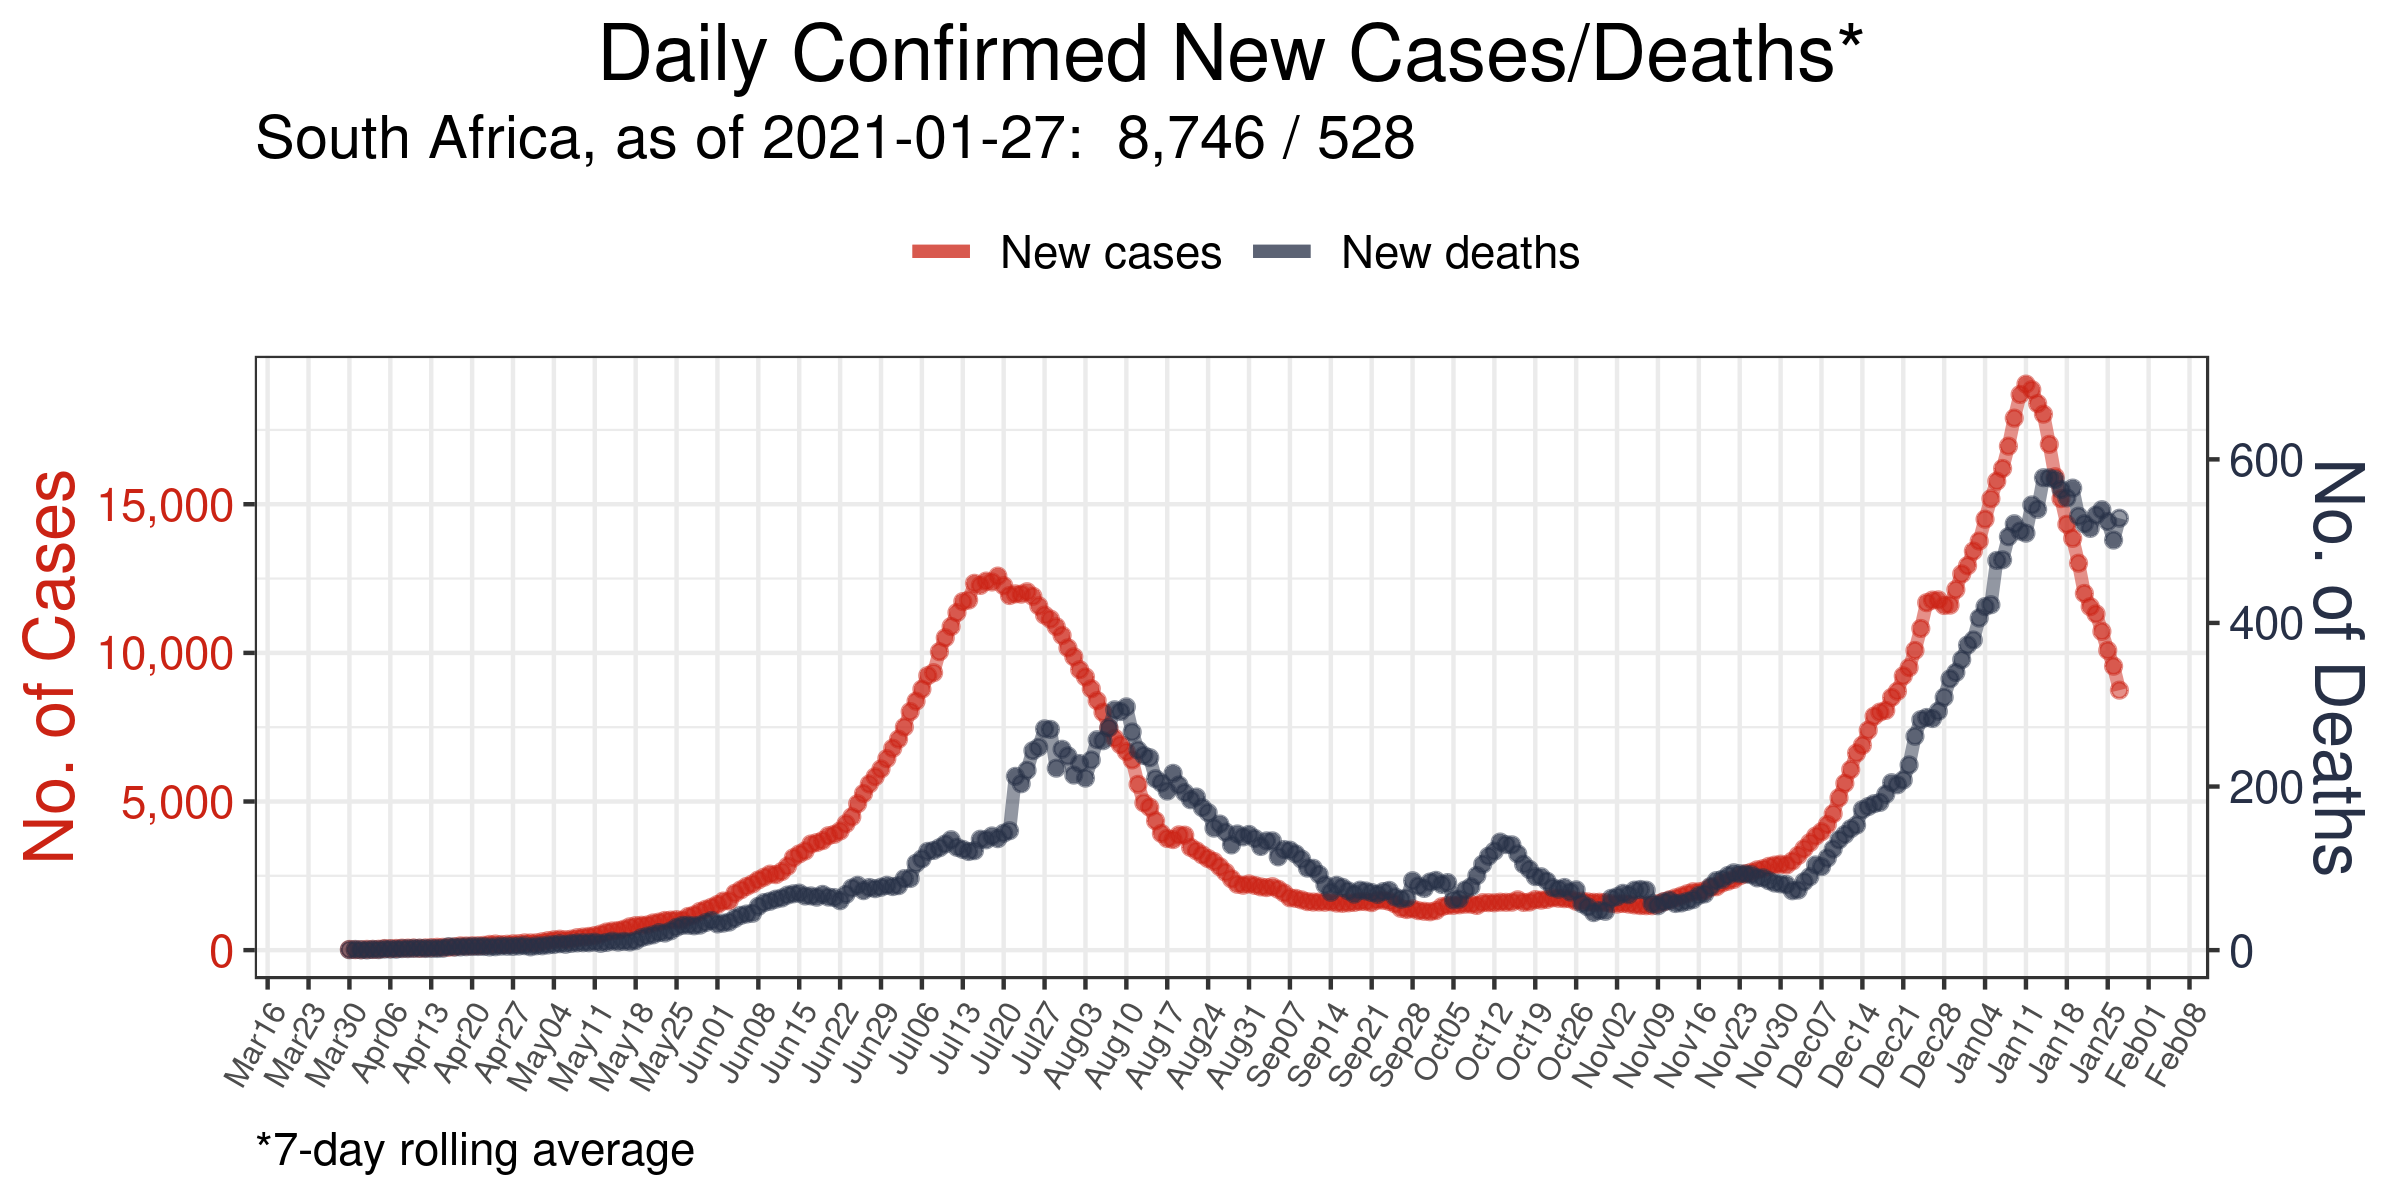 Daily Confirmed New Cases/Deaths*
South Africa, as of 2021-01-27:  8,746 / 528
New cases
New deaths
No. of Cases
15,000
10,000
5,000
0
600
400
200
0
No. of Deaths
Mar16
Mar23
Mar30
Apr06
Apr13
Apr20
Apr27
May04
May11
May18
May25
Jun01
Jun08
Jun15
Jun22
Jun29
Jul06
Jul13
Jul20
Jul27
Aug03
Aug10
Aug17
Aug24
Aug31
Sep07
Sep14
Sep21
Sep28
Oct05
Oct12
Oct19
Oct26
Nov02
Nov09
Nov16
Nov23
Nov30
Dec07
Dec14
Dec21
Dec28
Jan04
Jan11
Jan18
Jan25
Feb01
Feb08
*7-day rolling average